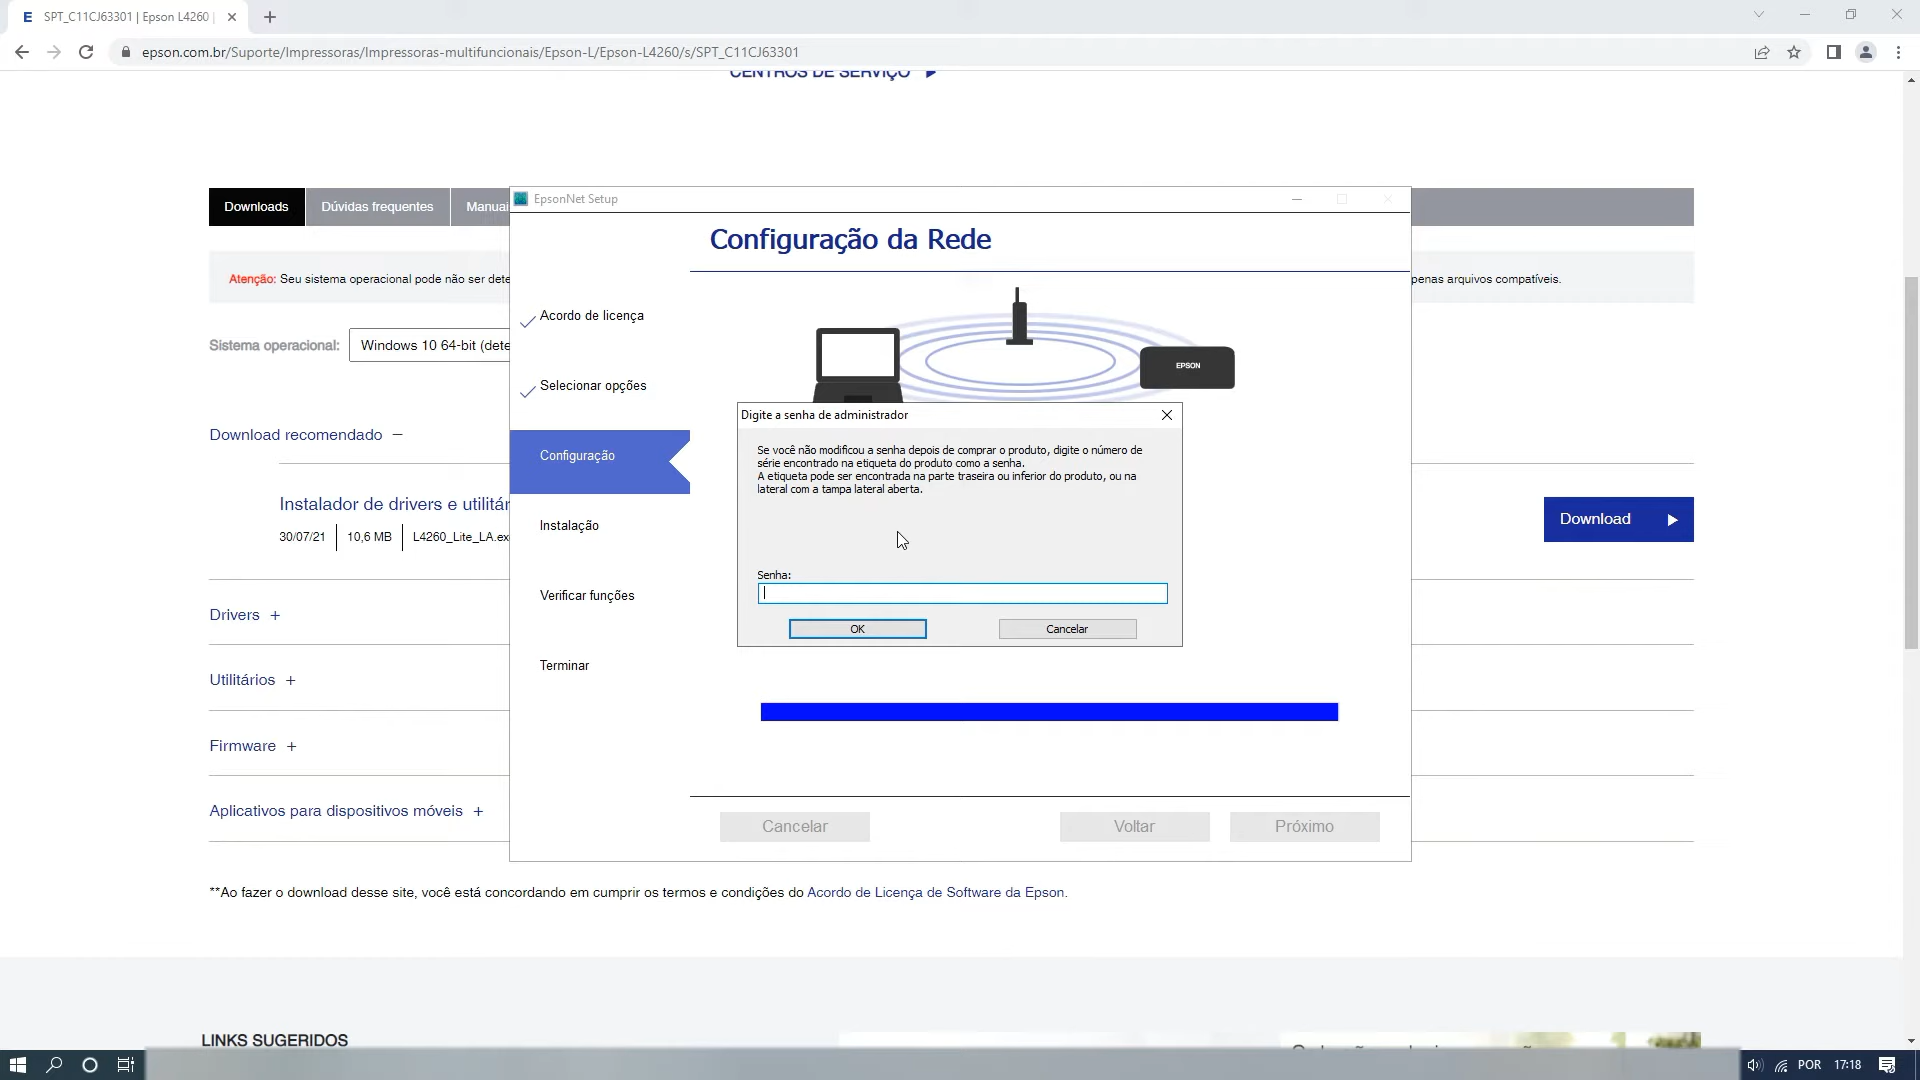 SPT_C11CJ63301 | Epson L4260 |
epson.com.br/Suporte/Impressoras/Impressoras-multifuncionais/Epson-L/Epson-L4260/s/SPT_C11CJ63301
CENTROS DE SERVIÇO
Downloads
Dúvidas frequentes
Manuai
Atenção: Seu sistema operacional pode não ser dete
penas arquivos compatíveis.
Sistema operacional:
Windows 10 64-bit (dete
Download recomendado −
Instalador de drivers e utilitár
30/07/21
10,6 MB
L4260_Lite_LA.ex
Download
Drivers +
Utilitários +
Firmware +
Aplicativos para dispositivos móveis +
**Ao fazer o download desse site, você está concordando em cumprir os termos e condições do Acordo de Licença de Software da Epson.
LINKS SUGERIDOS
EpsonNet Setup
Configuração da Rede
Acordo de licença
Selecionar opções
Configuração
Instalação
Verificar funções
Terminar
EPSON
Digite a senha de administrador
Se você não modificou a senha depois de comprar o produto, digite o número de
série encontrado na etiqueta do produto como a senha.
A etiqueta pode ser encontrada na parte traseira ou inferior do produto, ou na
lateral com a tampa lateral aberta.
Senha:
OK
Cancelar
Cancelar
Voltar
Próximo
POR
17:18